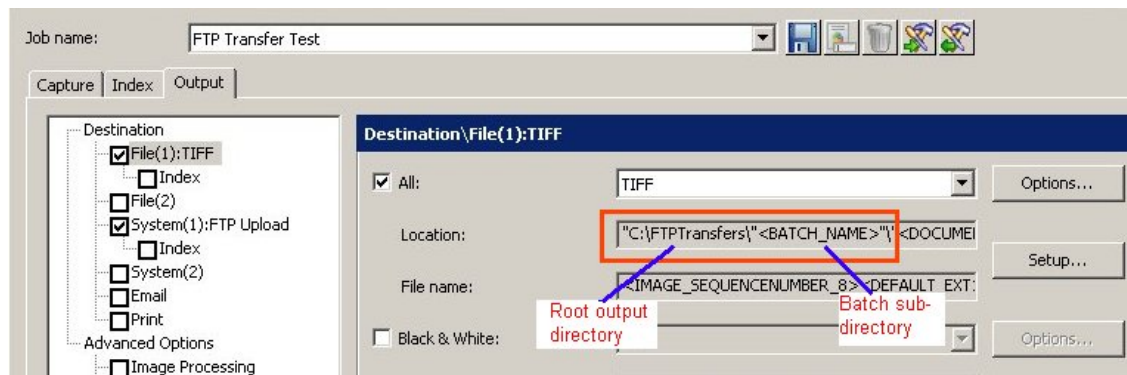 Job name: FTP Transfer Test
Capture Index Output
Destination
File(1):TIFF
Index
File(2)
System(1):FTP Upload
Index
System(2)
Email
Print
Advanced Options
Image Processing
Destination\File(1):TIFF
All: TIFF Options...
Location: "C:\FTPTransfers\"<BATCH_NAME>"\"<DOCUME
Setup...
File name: <IMAGE_SEQUENCENUMBER_8><DEFAULT_EXT
Root output
directory
Batch sub-
directory
Black & White: Options...